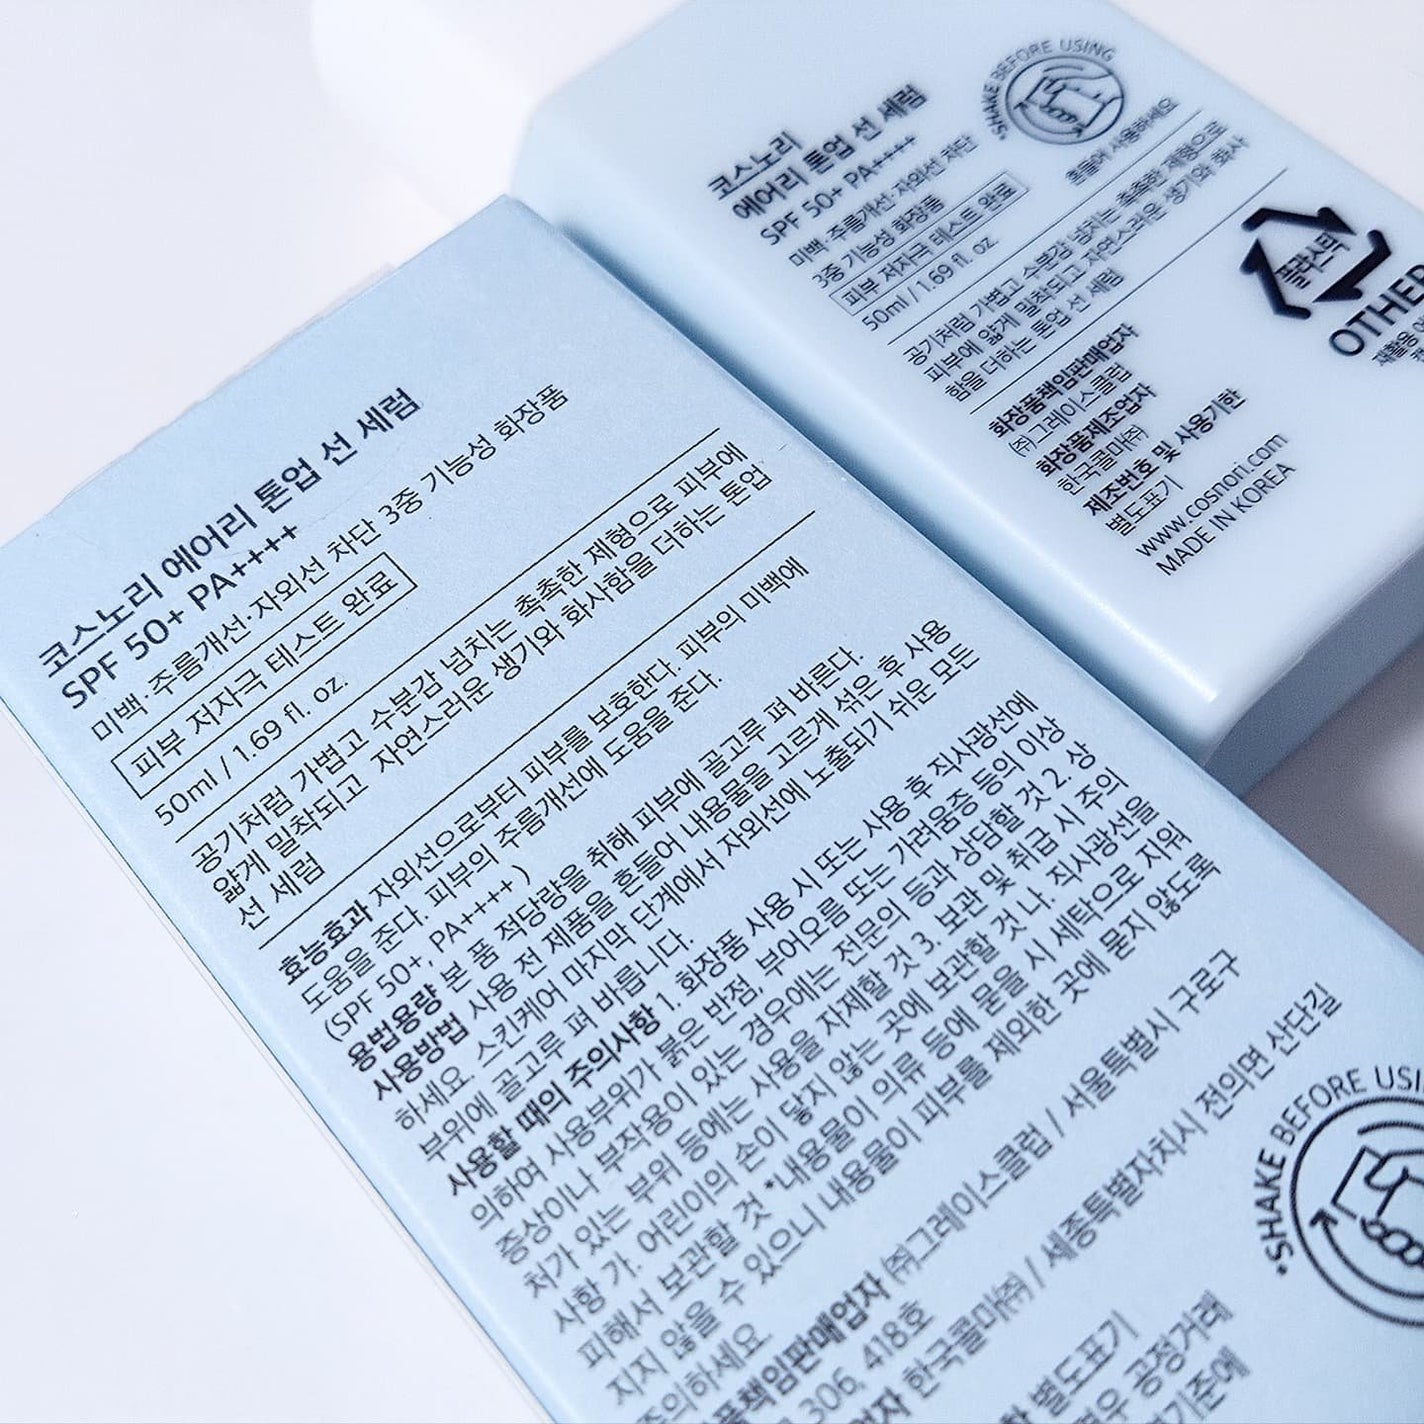 코스노리 에어리 톤업 선 세럼
SPF 50+ PA++++
미백·주름개선·자외선 차단 3중 기능성 화장품
피부 저자극 테스트 완료
50ml / 1.69 fl. oz.
공기처럼 가볍고 수분감 넘치는 촉촉한 제형으로 피부에
얇게 밀착되고 자연스러운 생기와 화사함을 더하는 톤업
선 세럼
효능효과 자외선으로부터 피부를 보호한다. 피부의 미백에
도움을 준다. 피부의 주름개선에 도움을 준다.
(SPF 50+, PA++++ )
용법용량 본 품 적당량을 취해 피부에 골고루 펴 바른다.
사용방법 사용 전 제품을 흔들어 내용물을 고르게 섞은 후 사용
하세요. 스킨케어 마지막 단계에서 자외선에 노출되기 쉬운 모든
부위에 골고루 펴 바릅니다.
사용할 때의 주의사항 1. 화장품 사용 시 또는 사용 후 직사광선에
의하여 사용부위가 붉은 반점, 부어오름 또는 가려움증 등의 이상
증상이나 부작용이 있는 경우에는 전문의 등과 상담할 것 2. 상
처가 있는 부위 등에는 사용을 자제할 것 3. 보관 및 취급 시 주의
사항 가. 어린이의 손이 닿지 않는 곳에 보관할 것 나. 직사광선을
피해서 보관할 것 *내용물이 의류 등에 묻을 시 세탁으로 지워
지지 않을 수 있으니 내용물이 피부를 제외한 곳에 묻지 않도록
주의하세요.
품책임판매업자 ㈜그레이스클럽 / 서울특별시 구로구
306, 418호
자 한국콜마㈜ / 세종특별자치시 전의면 산단길
별도표기
공정거래
기준에
·SHAKE BEFORE USI
코스노리
에어리 톤업 선 세럼
SPF 50+ PA++++
미백·주름개선·자외선 차단
3중 기능성 화장품
피부 저자극 테스트 완료
50ml / 1.69 fl. oz.
·SHAKE BEFORE USING
흔들어 사용하세요
공기처럼 가볍고 수분감 넘치는 촉촉한 제형으로
피부에 얇게 밀착되고 자연스러운 생기와 화사
함을 더하는 톤업 선 세럼
화장품책임판매업자
㈜그레이스클럽
화장품제조업자
한국콜마㈜
제조번호 및 사용기한
별도표기
www.cosnori.com
MADE IN KOREA
플라스틱
OTHER